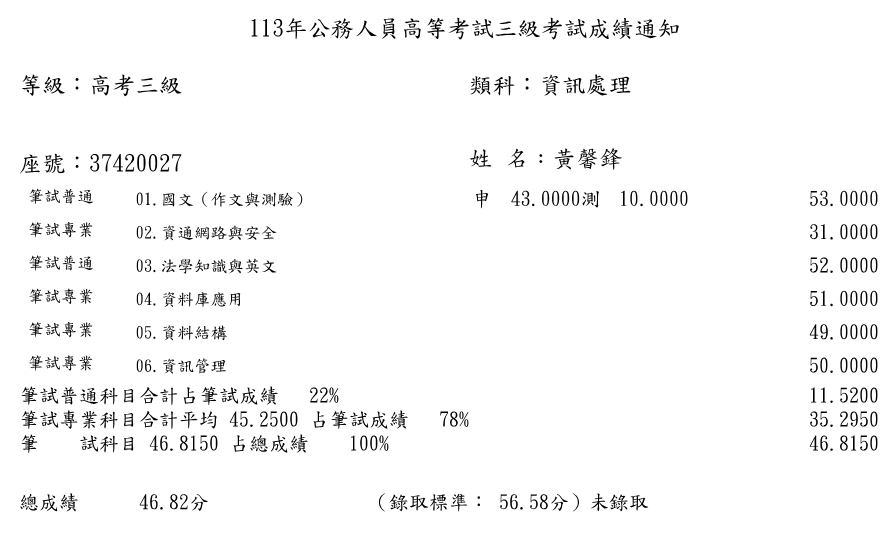 113年公務人員高等考試三級考試成績通知
等級：高考三級 類科：資訊處理
座號：37420027 姓 名：黃馨鋒
筆試普通 01.國文（作文與測驗） 申 43.0000測 10.0000 53.0000
筆試專業 02.資通網路與安全 31.0000
筆試普通 03.法學知識與英文 52.0000
筆試專業 04.資料庫應用 51.0000
筆試專業 05.資料結構 49.0000
筆試專業 06.資訊管理 50.0000
筆試普通科目合計占筆試成績 22% 11.5200
筆試專業科目合計平均 45.2500 占筆試成績 78% 35.2950
筆 試科目 46.8150 占總成績 100% 46.8150
總成績 46.82分 （錄取標準： 56.58分）未錄取